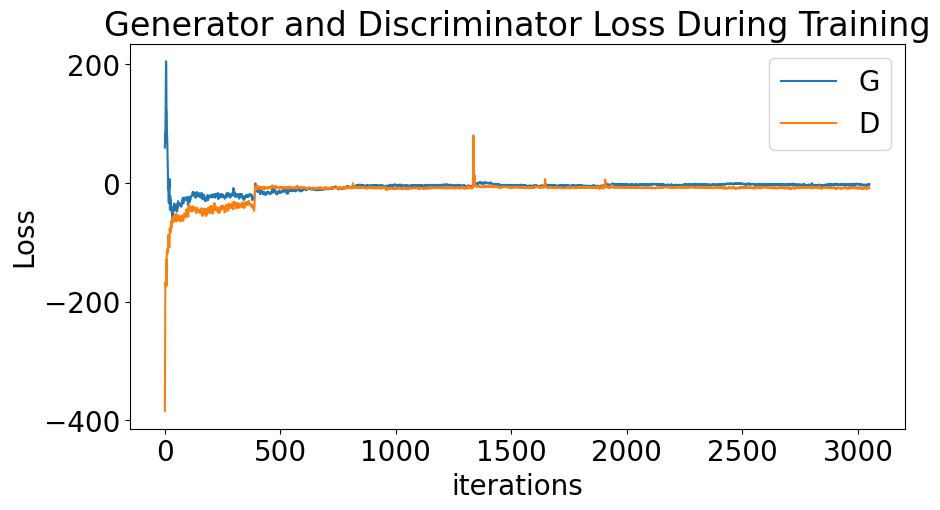 Generator and Discriminator Loss During Training
G
D
200
0
−200
−400
Loss
0 500 1000 1500 2000 2500 3000
iterations